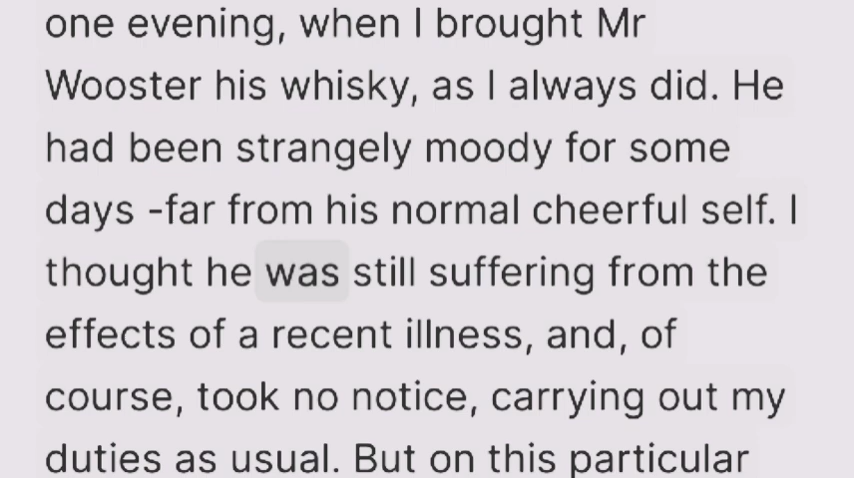 one evening, when I brought Mr
Wooster his whisky, as I always did. He
had been strangely moody for some
days -far from his normal cheerful self. I
thought he was still suffering from the
effects of a recent illness, and, of
course, took no notice, carrying out my
duties as usual. But on this particular